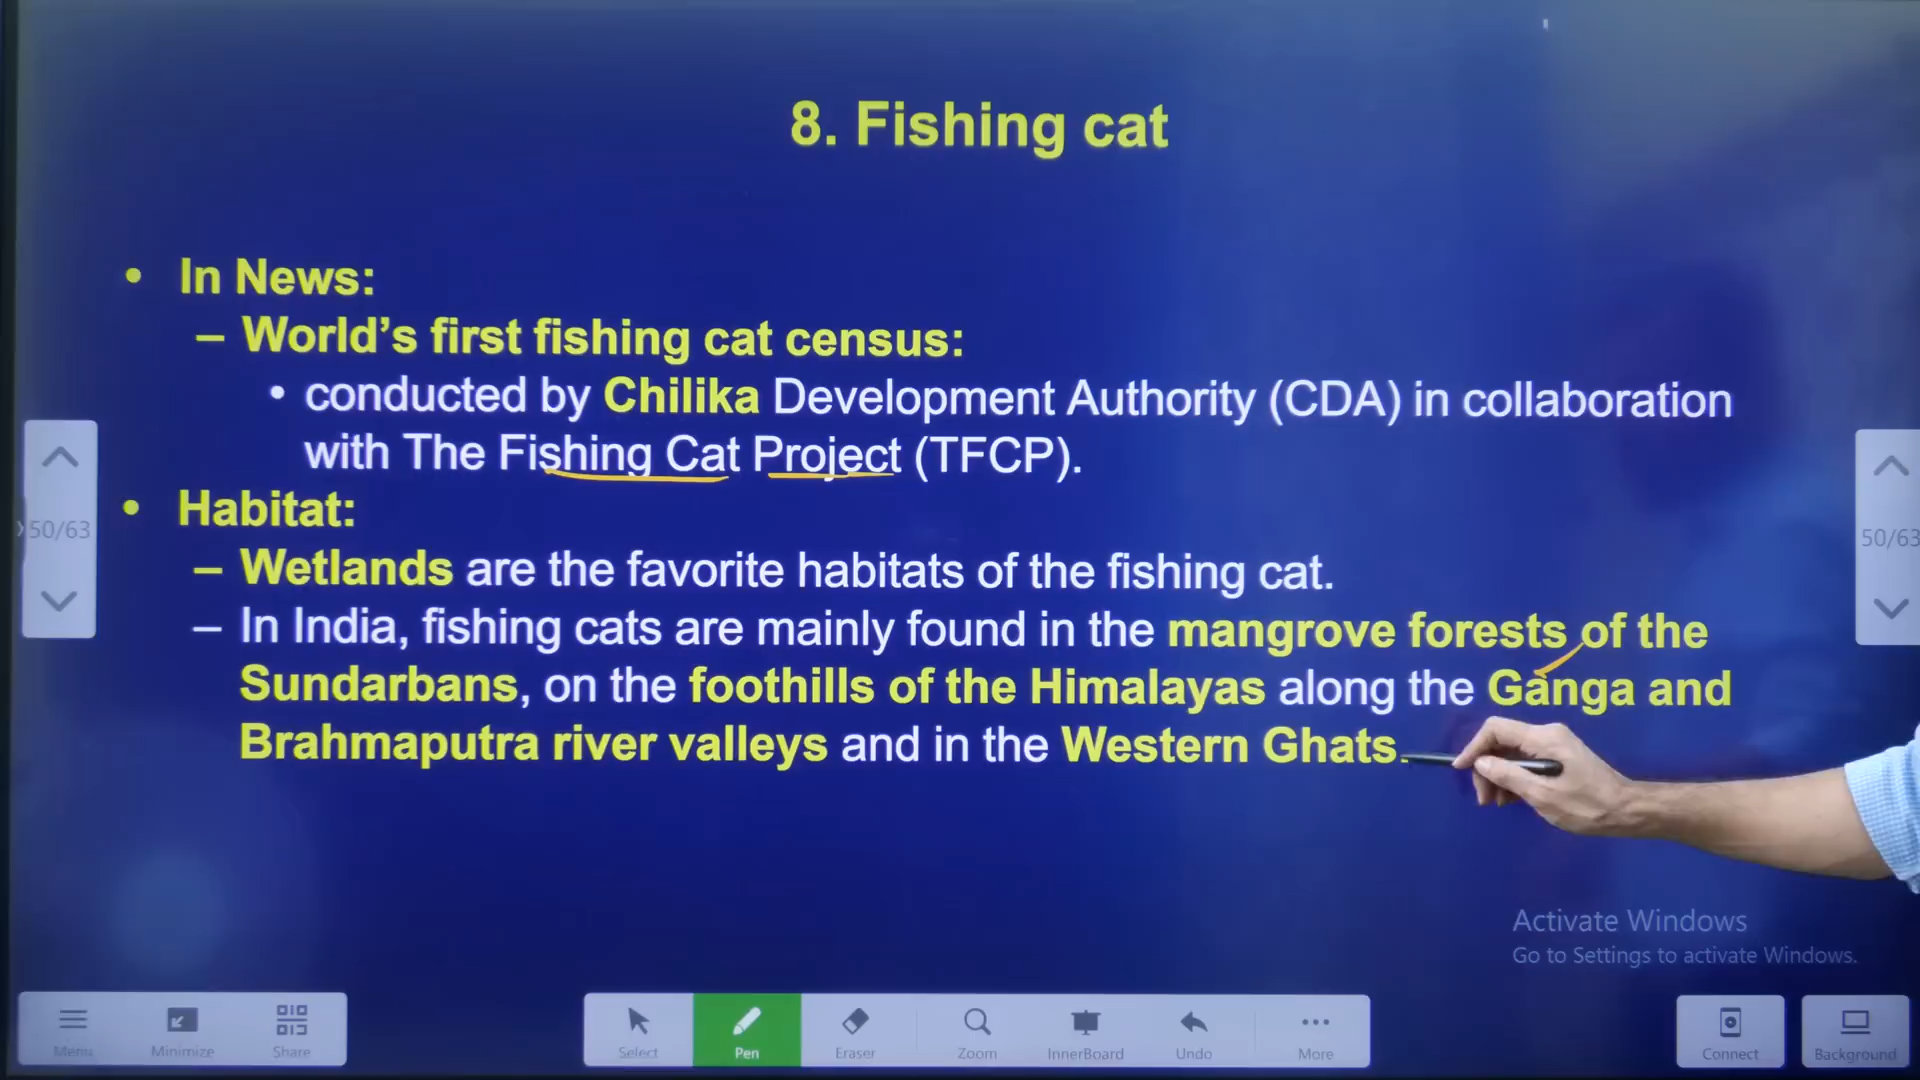 8. Fishing cat
• In News:
– World's first fishing cat census:
• conducted by Chilika Development Authority (CDA) in collaboration
with The Fishing Cat Project (TFCP).
• Habitat:
– Wetlands are the favorite habitats of the fishing cat.
– In India, fishing cats are mainly found in the mangrove forests of the
Sundarbans, on the foothills of the Himalayas along the Ganga and
Brahmaputra river valleys and in the Western Ghats.
50/63
50/63
Activate Windows
Go to Settings to activate Windows.
Menu Minimize Share Select Pen Eraser Zoom InnerBoard Undo More Connect Background